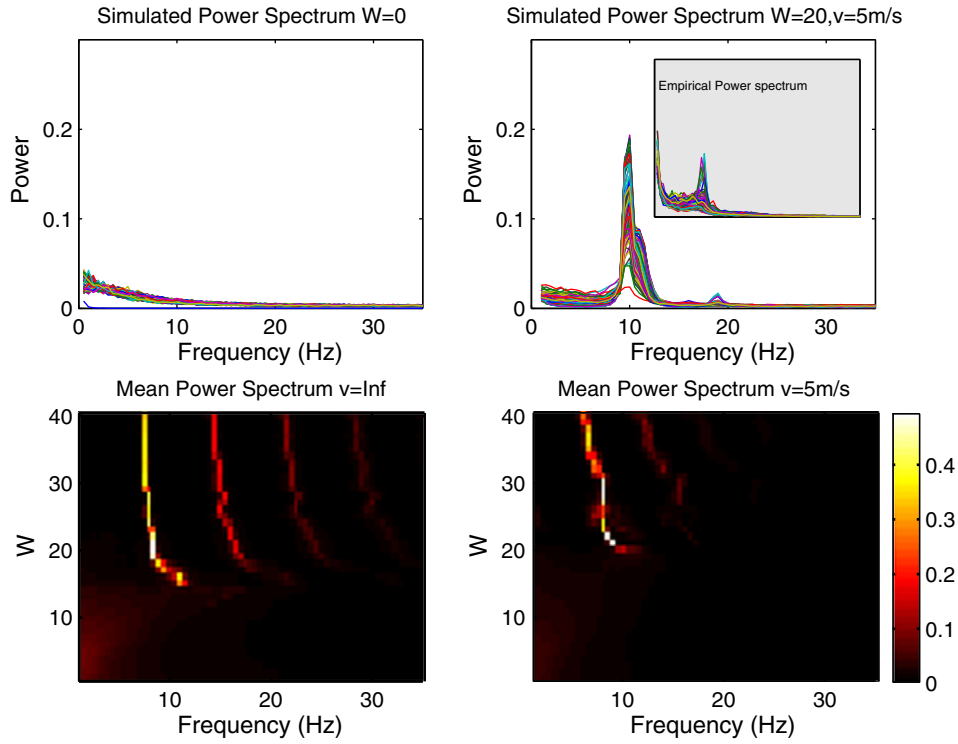 Simulated Power Spectrum W=0
Power
0.2
0.1
0
0
10
20
30
Frequency (Hz)
Simulated Power Spectrum W=20,v=5m/s
Empirical Power spectrum
Power
0.2
0.1
0
0
10
20
30
Frequency (Hz)
Mean Power Spectrum v=Inf
W
40
30
20
10
10
20
30
Frequency (Hz)
Mean Power Spectrum v=5m/s
W
40
30
20
10
10
20
30
Frequency (Hz)
0.4
0.3
0.2
0.1
0